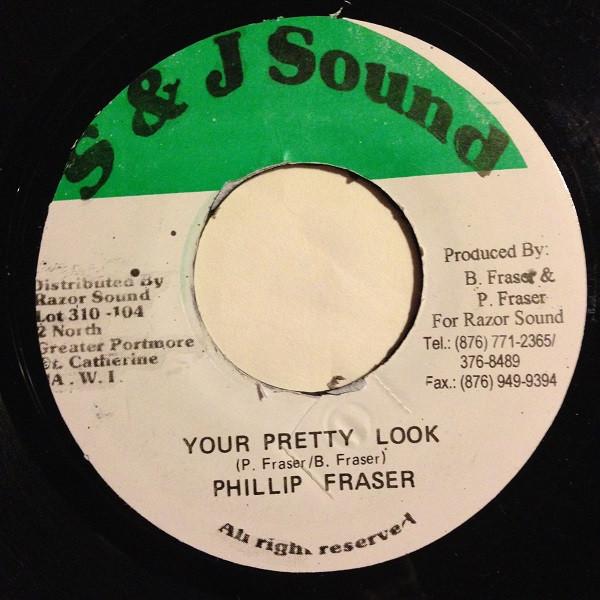 S & J Sound
Distributed By
Razor Sound
Lot 310 -104
2 North
Greater Portmore
St. Catherine
JA . W . I
Produced By:
B. Fraser &
P. Fraser
For Razor Sound
Tel.: (876) 771-2365/
376-8489
Fax.: (876) 949-9394
YOUR PRETTY LOOK
(P. Fraser/B. Fraser)
PHILLIP FRASER
All right reserved